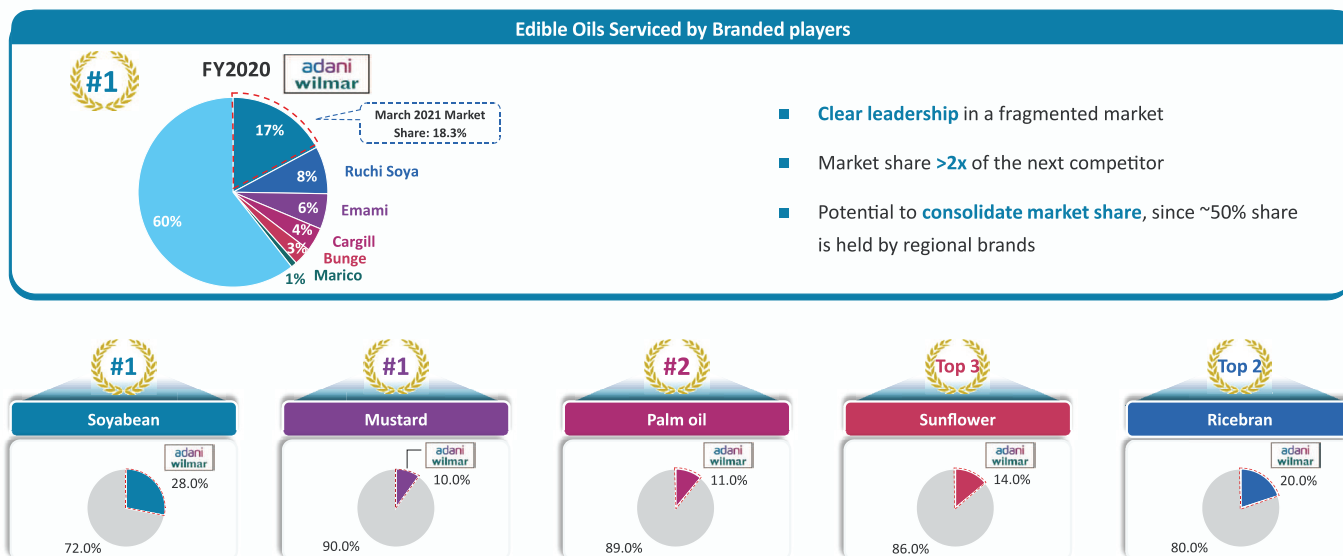 Edible Oils Serviced by Branded players
#1
FY2020
adani
wilmar
March 2021 Market
Share: 18.3%
17%
8%
Ruchi Soya
6%
Emami
4%
Cargill
3%
Bunge
1%
Marico
60%
Clear leadership in a fragmented market
Market share >2x of the next competitor
Potential to consolidate market share, since ~50% share
is held by regional brands
#1
Soyabean
adani
wilmar
28.0%
72.0%
#1
Mustard
adani
wilmar
10.0%
90.0%
#2
Palm oil
adani
wilmar
11.0%
89.0%
Top 3
Sunflower
adani
wilmar
14.0%
86.0%
Top 2
Ricebran
adani
wilmar
20.0%
80.0%